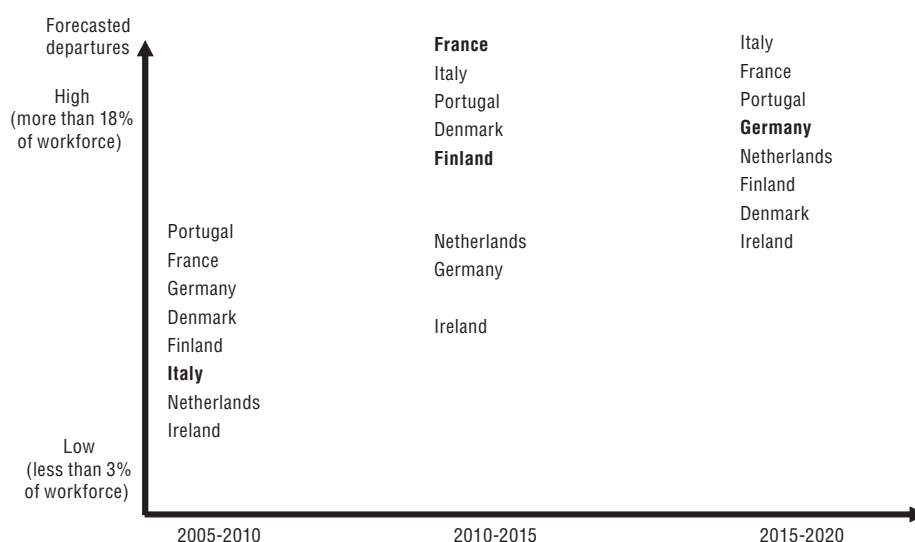 Forecasted
departures
High
(more than 18%
of workforce)
Low
(less than 3%
of workforce)
Portugal
France
Germany
Denmark
Finland
Italy
Netherlands
Ireland
France
Italy
Portugal
Denmark
Finland
Netherlands
Germany
Ireland
Italy
France
Portugal
Germany
Netherlands
Finland
Denmark
Ireland
2005-2010
2010-2015
2015-2020